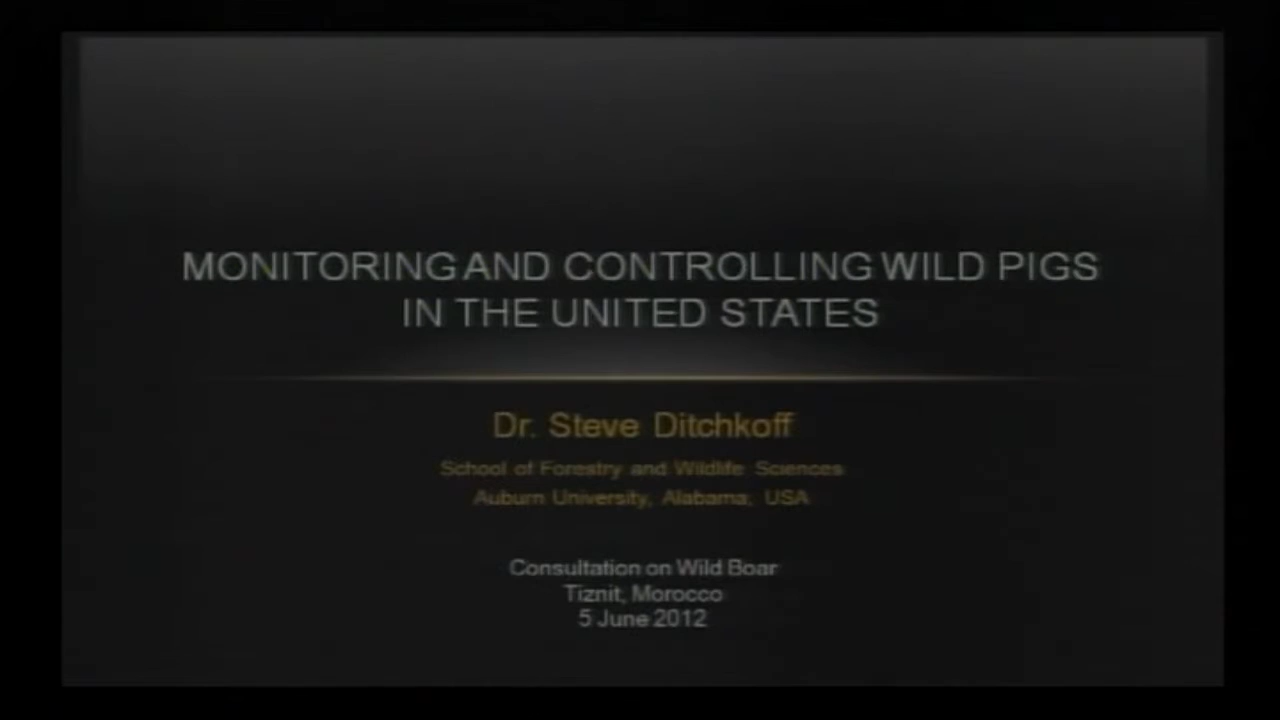 MONITORING AND CONTROLLING WILD PIGS
IN THE UNITED STATES
Dr. Steve Ditchkoff
School of Forestry and Wildlife Sciences
Auburn University, Alabama, USA
Consultation on Wild Boar
Tiznit, Morocco
5 June 2012